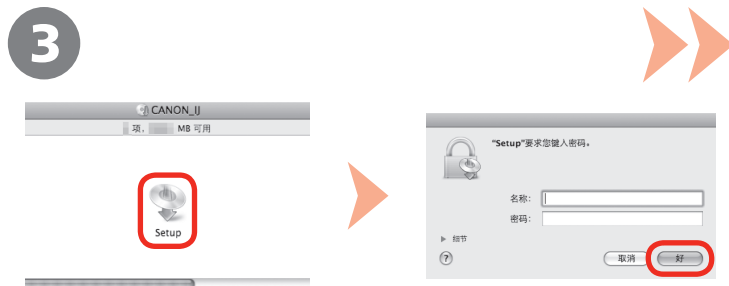 3
CANON_IJ
项, MB 可用
Setup
"Setup"要求您键入密码。
名称:
密码:
细节
?
取消
好